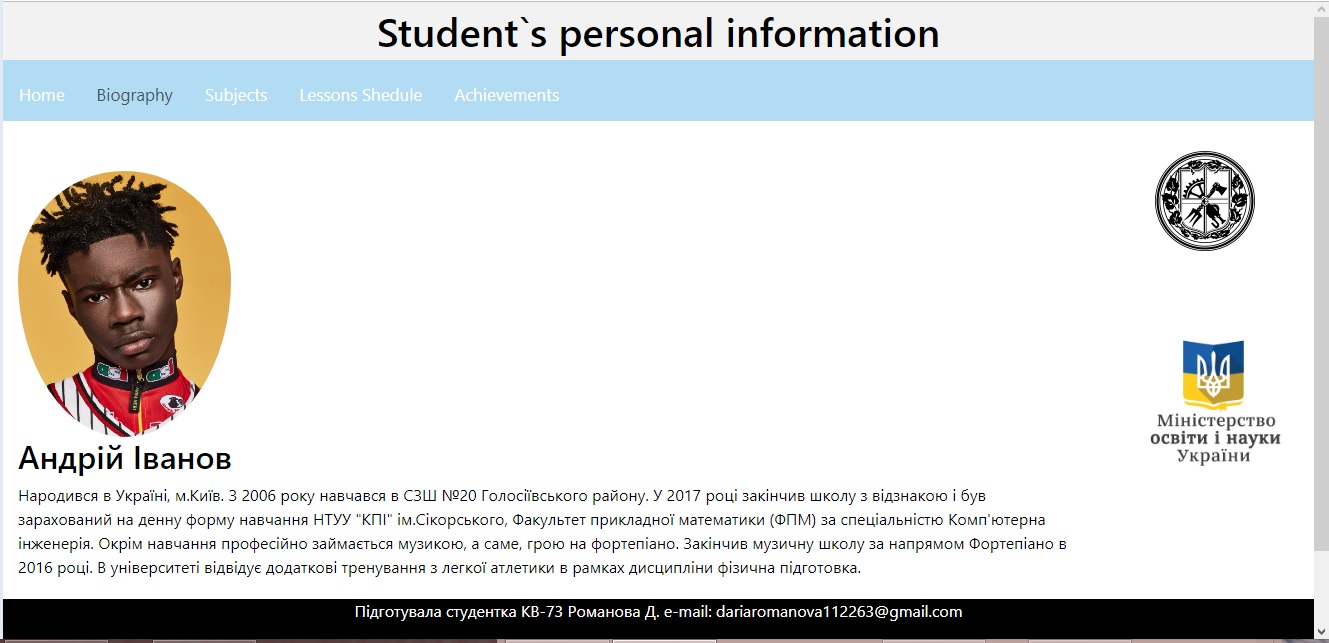 Student`s personal information
Home Biography Subjects Lessons Shedule Achievements
Міністерство
освіти і науки
України
Андрій Іванов
Народився в Україні, м.Київ. З 2006 року навчався в СЗШ №20 Голосіївського району. У 2017 році закінчив школу з відзнакою і був
зарахований на денну форму навчання НТУУ "КПІ" ім.Сікорського, Факультет прикладної математики (ФПМ) за спеціальністю Комп'ютерна
інженерія. Окрім навчання професійно займається музикою, а саме, грою на фортепіано. Закінчив музичну школу за напрямом Фортепіано в
2016 році. В університеті відвідує додаткові тренування з легкої атлетики в рамках дисципліни фізична підготовка.
Підготувала студентка КВ-73 Романова Д. e-mail: dariaromanova112263@gmail.com